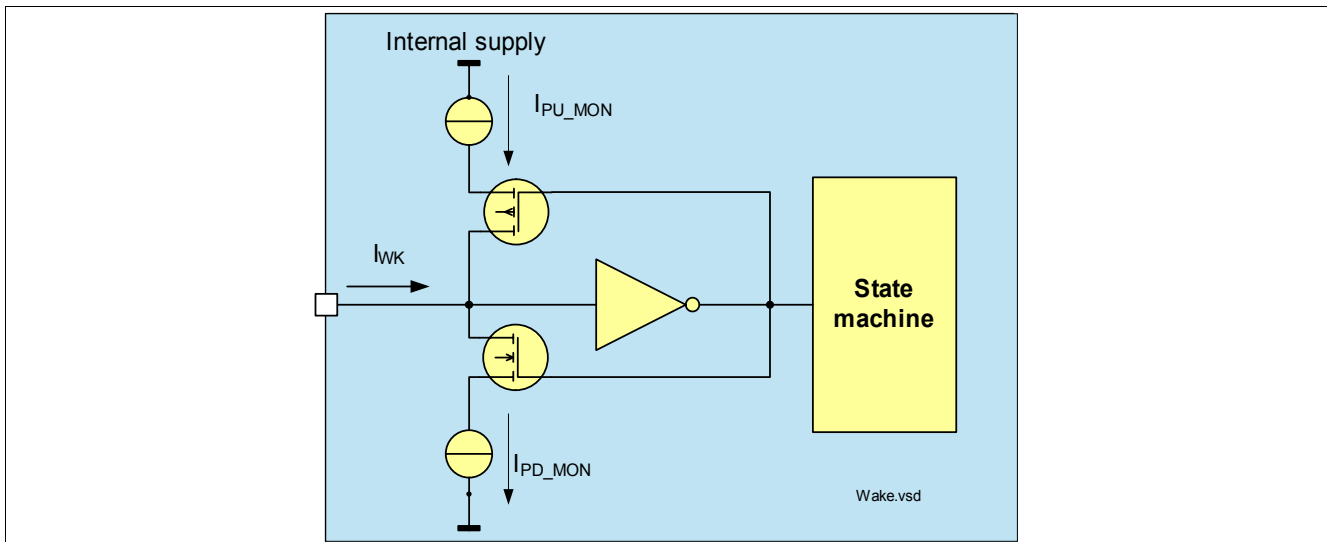 Internal supply
IPU_MON
IWK
State
machine
IPD_MON
Wake.vsd